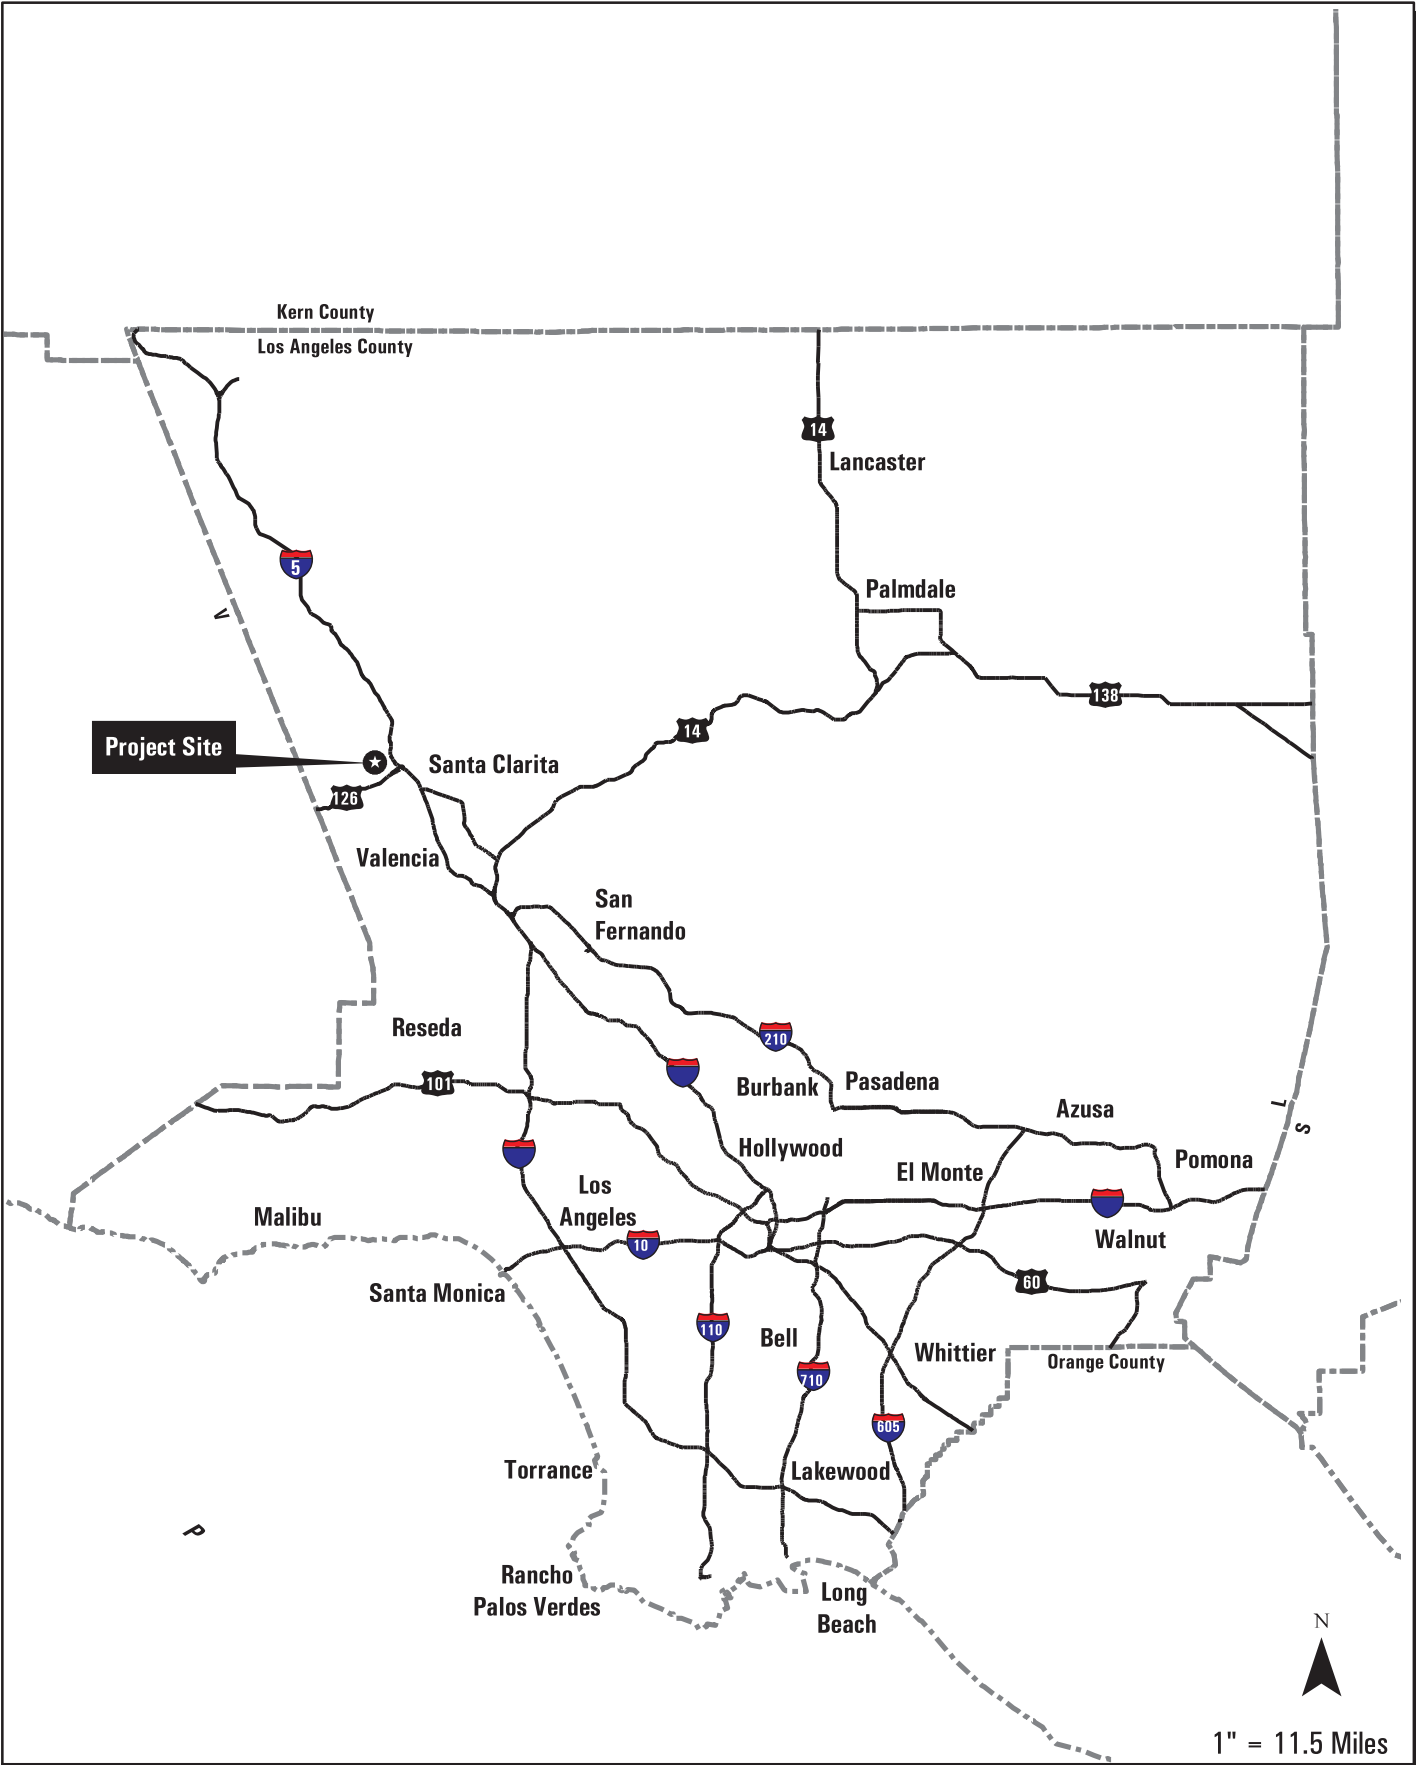 Kern County
Los Angeles County
14
Lancaster
5
Palmdale
V
138
14
Project Site
Santa Clarita
126
Valencia
San
Fernando
Reseda
210
101
Burbank
Pasadena
Azusa
L
S
Hollywood
El Monte
Pomona
Los
Angeles
Malibu
10
Walnut
Santa Monica
60
110
Bell
Whittier
Orange County
710
605
Torrance
Lakewood
P
Rancho
Palos Verdes
Long
Beach
N
1" = 11.5 Miles